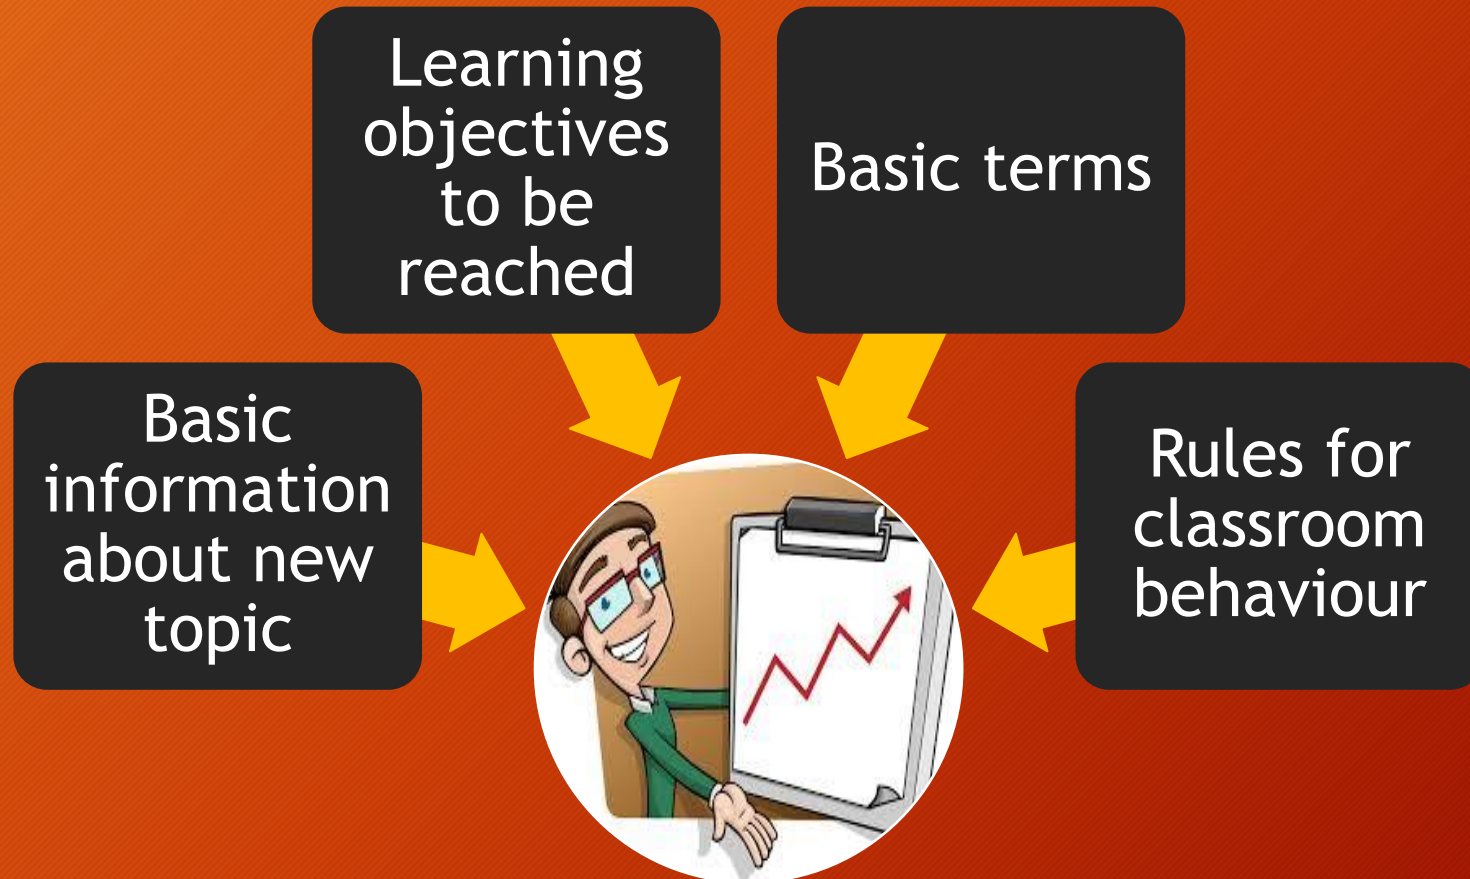 Learning
objectives
to be
reached
Basic terms
Basic
information
about new
topic
Rules for
classroom
behaviour